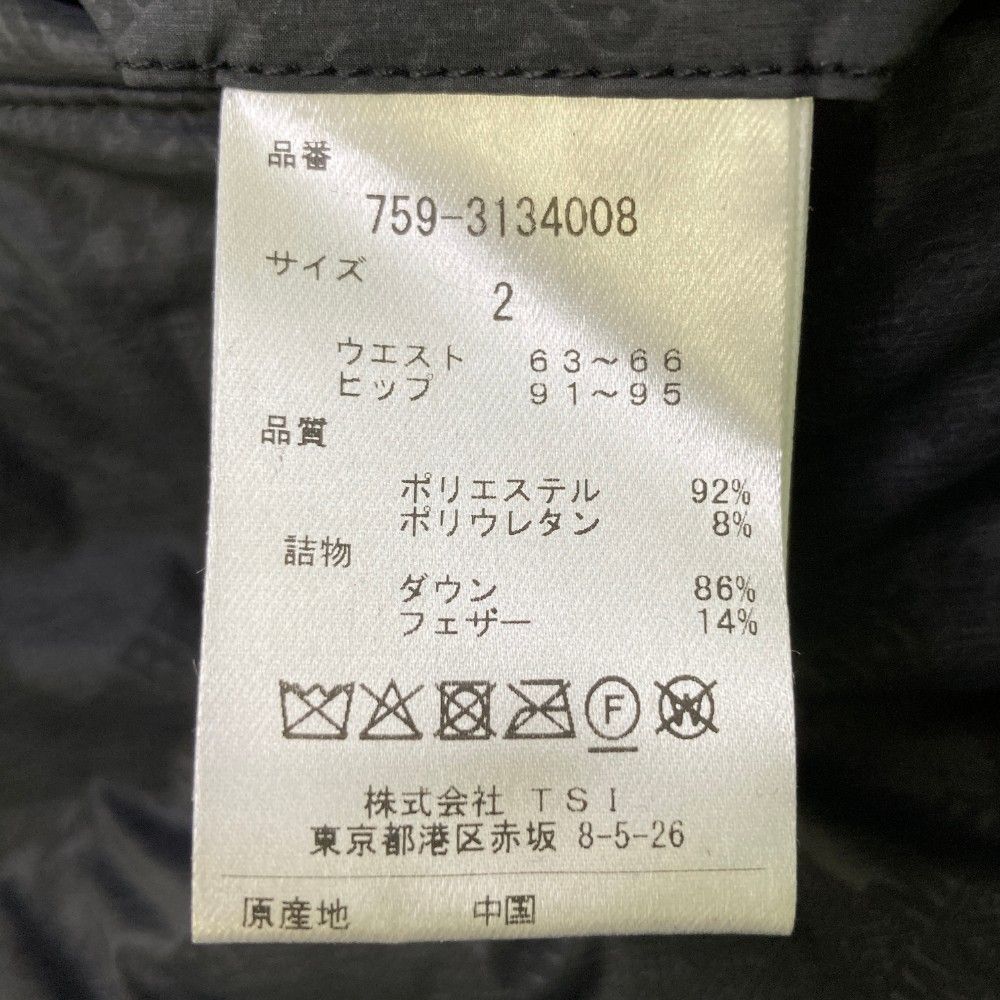 品番
759-3134008
サイズ
2
ウエスト 63~66
ヒップ 91~95
品質
ポリエステル 92%
ポリウレタン 8%
詰物
ダウン 86%
フェザー 14%
F W
株式会社 TSI
東京都港区赤坂 8-5-26
原産地 中国